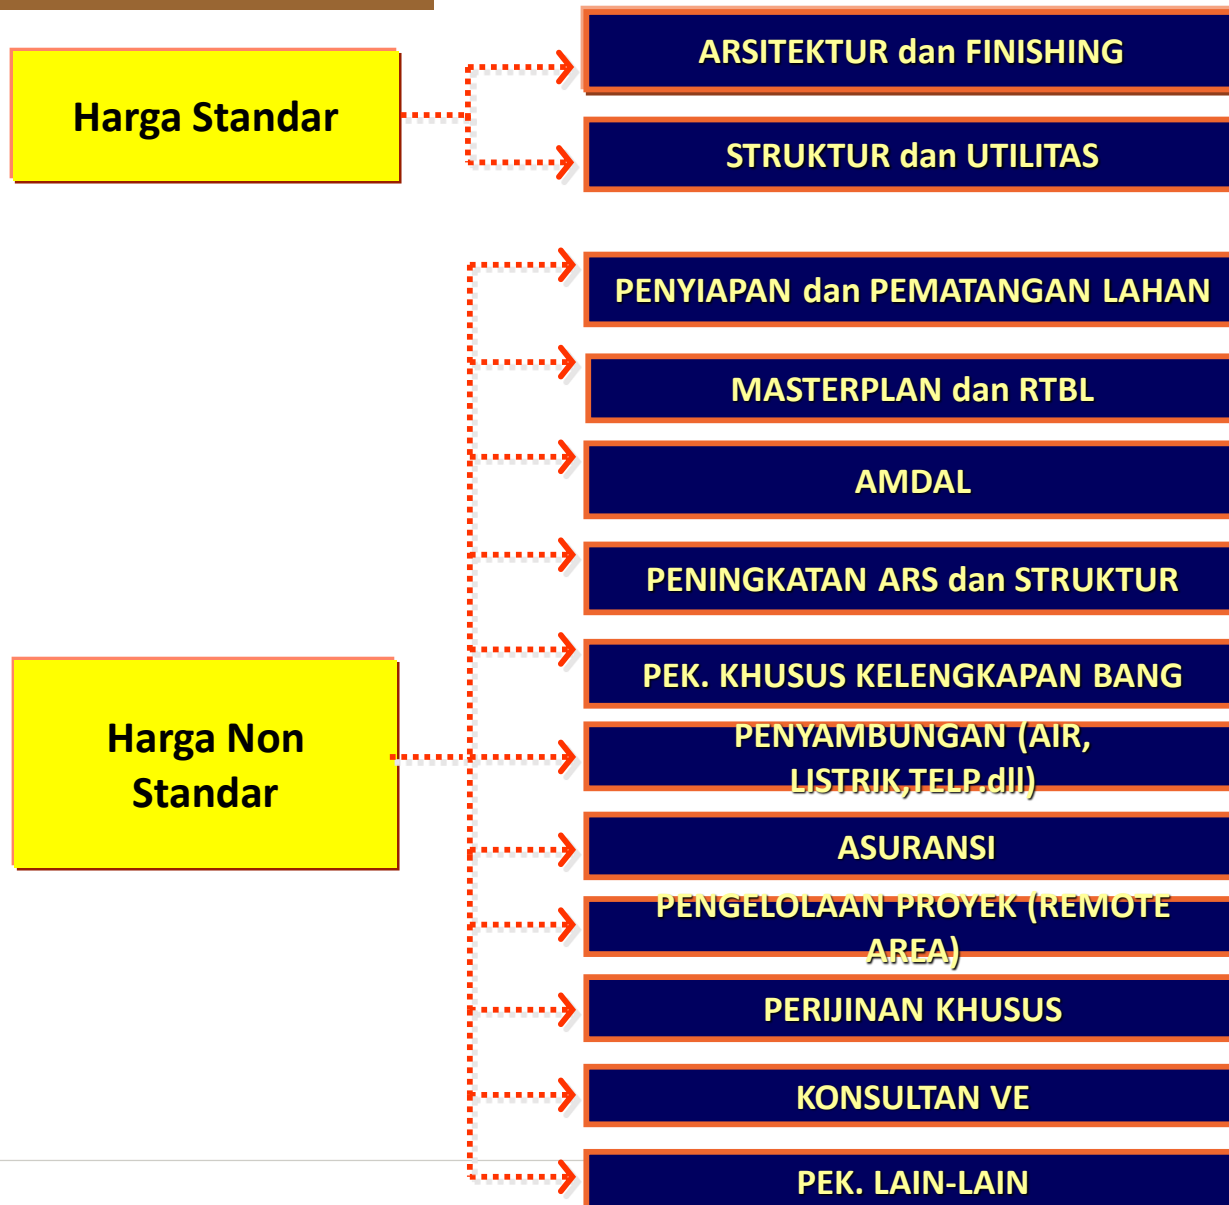 Harga Standar
ARSITEKTUR dan FINISHING
STRUKTUR dan UTILITAS
Harga Non
Standar
PENYIAPAN dan PEMATANGAN LAHAN
MASTERPLAN dan RTBL
AMDAL
PENINGKATAN ARS dan STRUKTUR
PEK. KHUSUS KELENGKAPAN BANG
PENYAMBUNGAN (AIR,
LISTRIK,TELP.dll)
ASURANSI
PENGELOLAAN PROYEK (REMOTE
AREA)
PERIJINAN KHUSUS
KONSULTAN VE
PEK. LAIN-LAIN